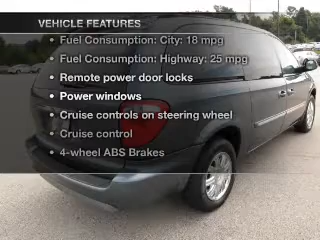 VEHICLE FEATURES
• Fuel Consumption: City: 18 mpg
• Fuel Consumption: Highway: 25 mpg
• Remote power door locks
• Power windows
• Cruise controls on steering wheel
• Cruise control
• 4-wheel ABS Brakes